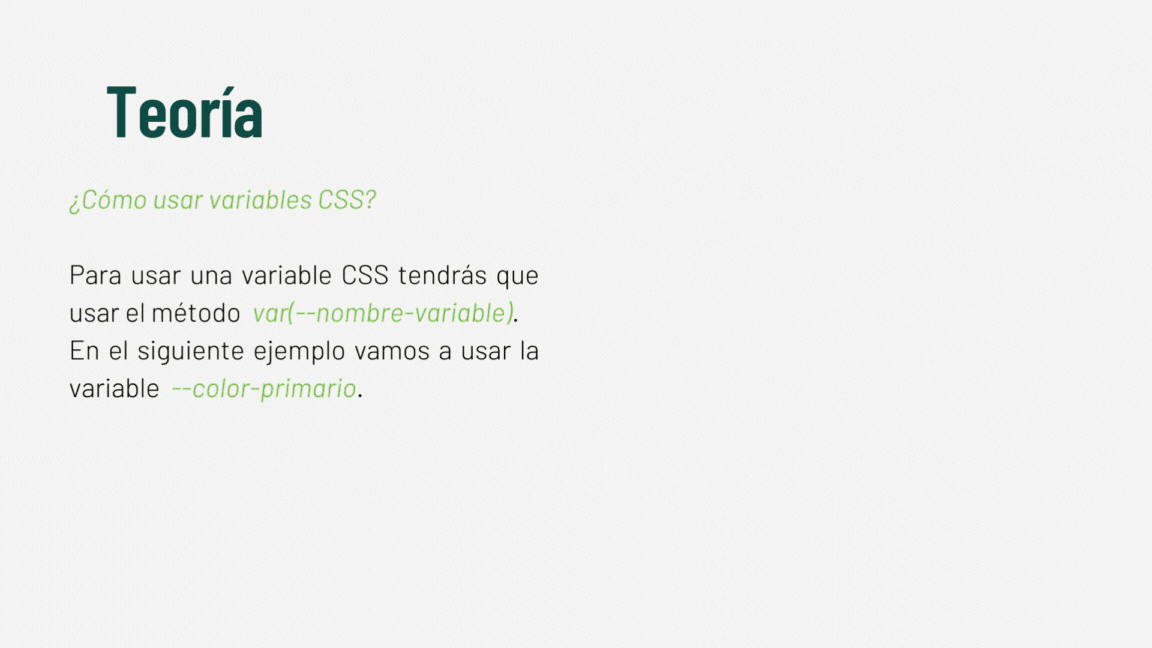 Teoría
¿Cómo usar variables CSS?
Para usar una variable CSS tendrás que
usar el método var(--nombre-variable).
En el siguiente ejemplo vamos a usar la
variable --color-primario.